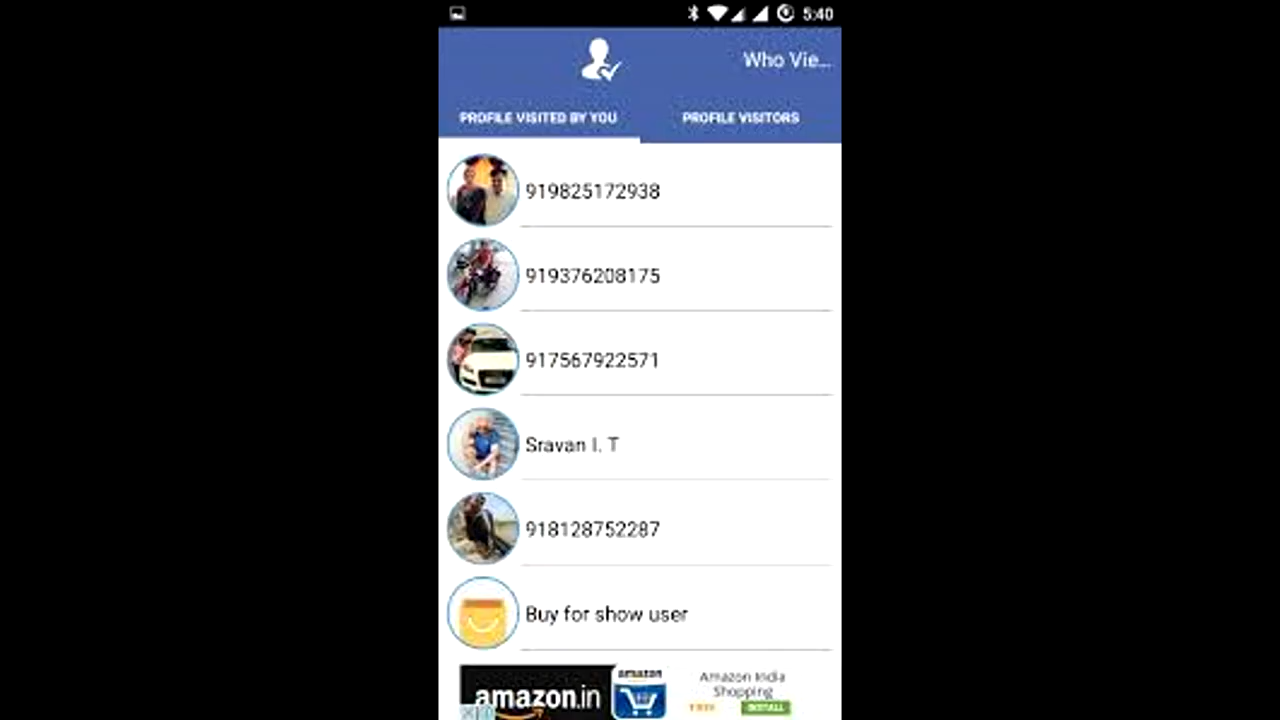 5:40
Who Vie...
PROFILE VISITED BY YOU
PROFILE VISITORS
919825172938
919376208175
917567922571
Sravan I. T
918128752287
Buy for show user
amazon.in
amazon
Amazon India
Shopping
FREE
INSTALL